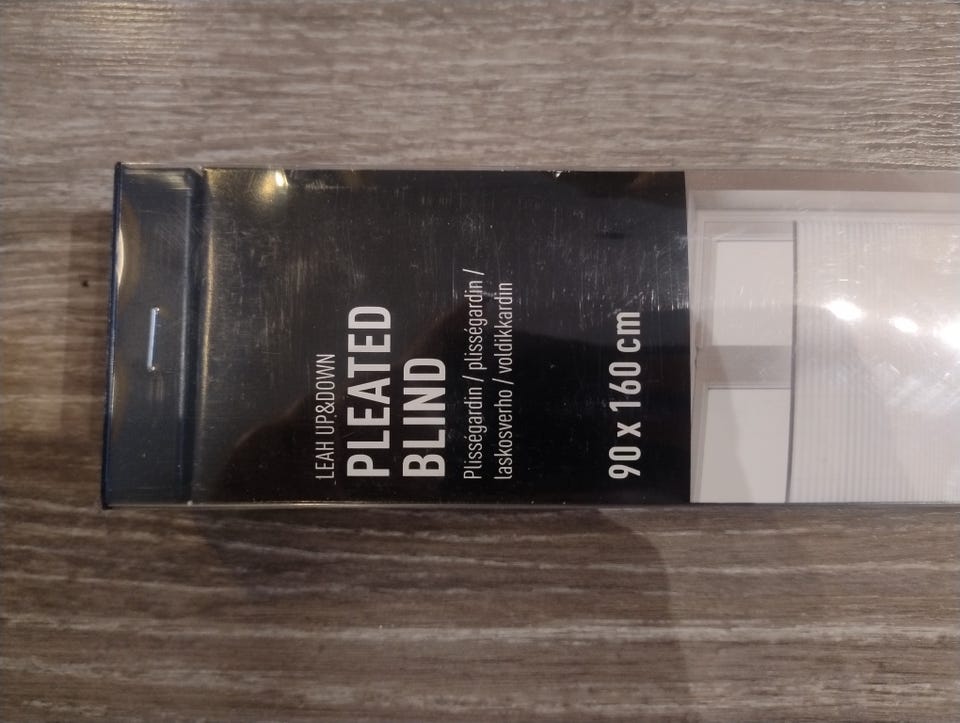 LEAH UP&DOWN
PLEATED
BLIND
Plisségardin / plisségardin /
laskosverho / voldikkardin
90 x 160 cm